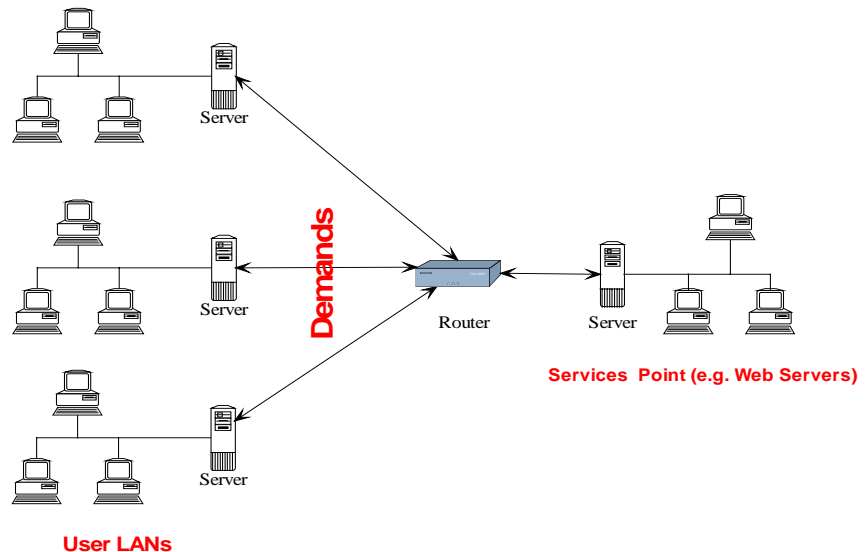 Server
Server
Demands
Router
Server
Services Point (e.g. Web Servers)
Server
User LANs